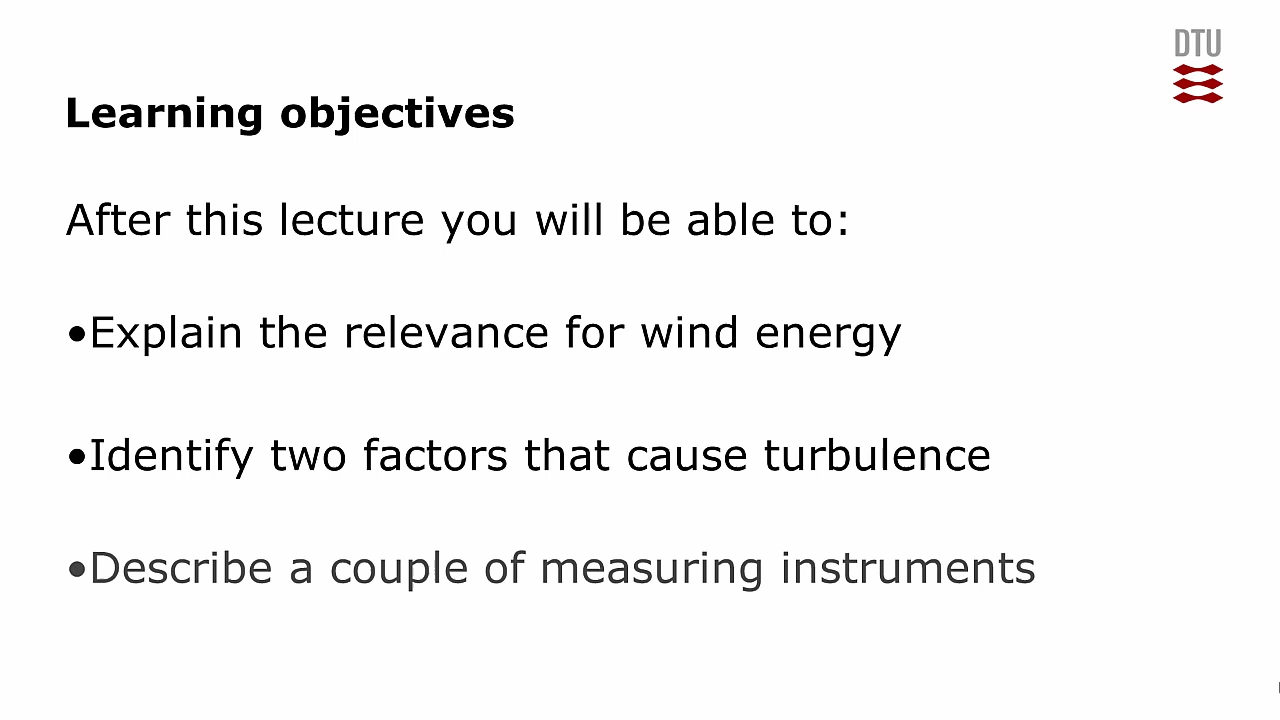 DTU
Learning objectives
After this lecture you will be able to:
•Explain the relevance for wind energy
•Identify two factors that cause turbulence
•Describe a couple of measuring instruments